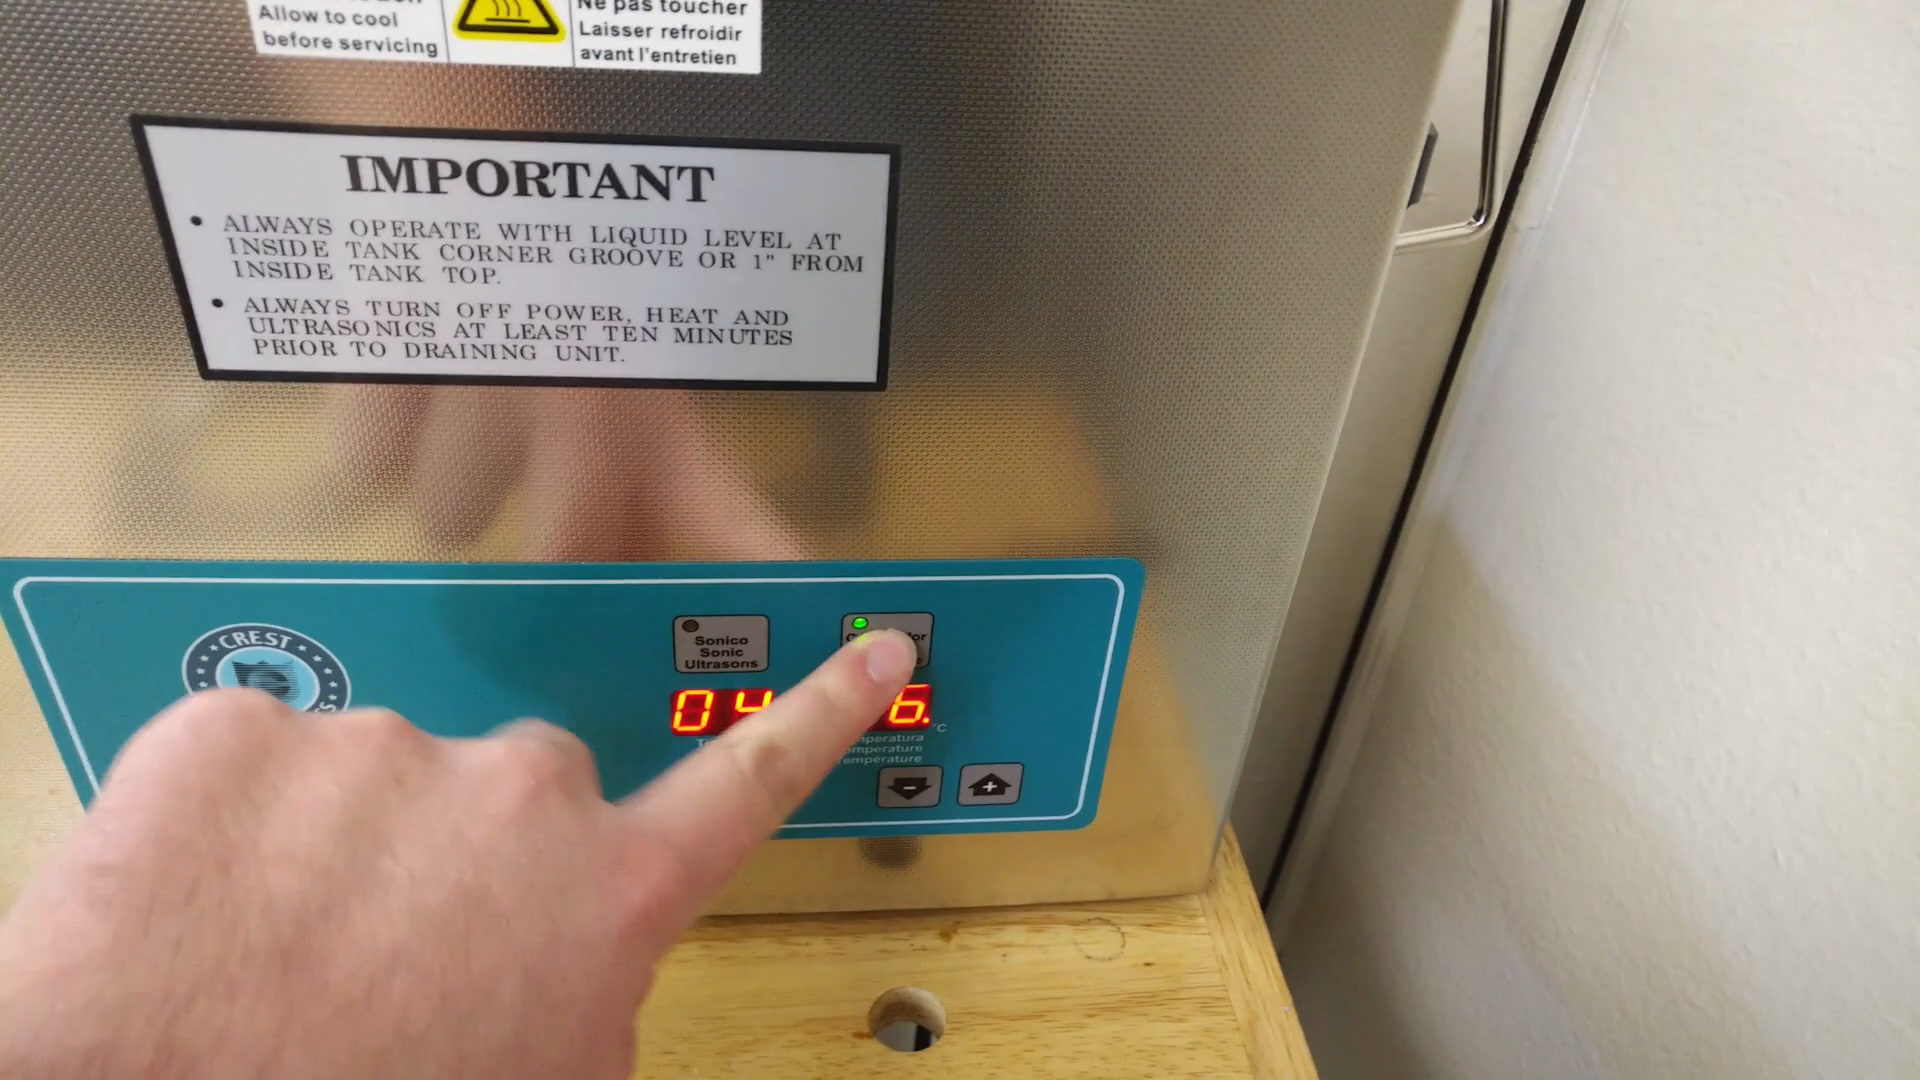 Allow to cool
before servicing
Ne pas toucher
Laisser refroidir
avant l'entretien
IMPORTANT
• ALWAYS OPERATE WITH LIQUID LEVEL AT
INSIDE TANK CORNER GROOVE OR 1" FROM
INSIDE TANK TOP.
• ALWAYS TURN OFF POWER, HEAT AND
ULTRASONICS AT LEAST TEN MINUTES
PRIOR TO DRAINING UNIT.
CREST
Sonico
Sonic
Ultrasons
04
6.
°C
- +